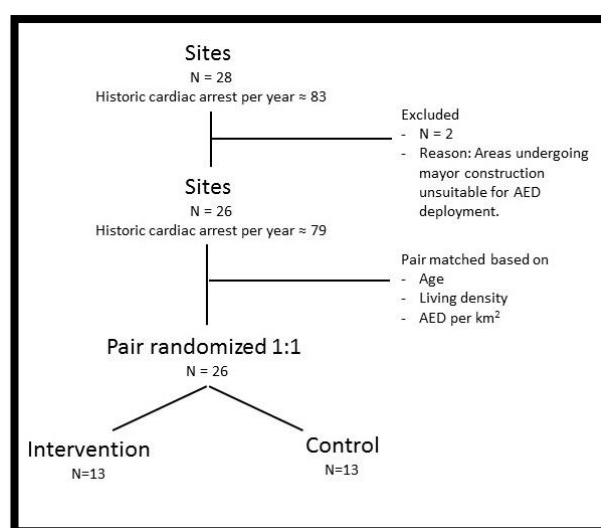 Sites
N = 28
Historic cardiac arrest per year ≈ 83
Excluded
- N = 2
- Reason: Areas undergoing
mayor construction
unsuitable for AED
deployment.
Sites
N = 26
Historic cardiac arrest per year ≈ 79
Pair matched based on
- Age
- Living density
- AED per km²
Pair randomized 1:1
N = 26
Intervention
N=13
Control
N=13